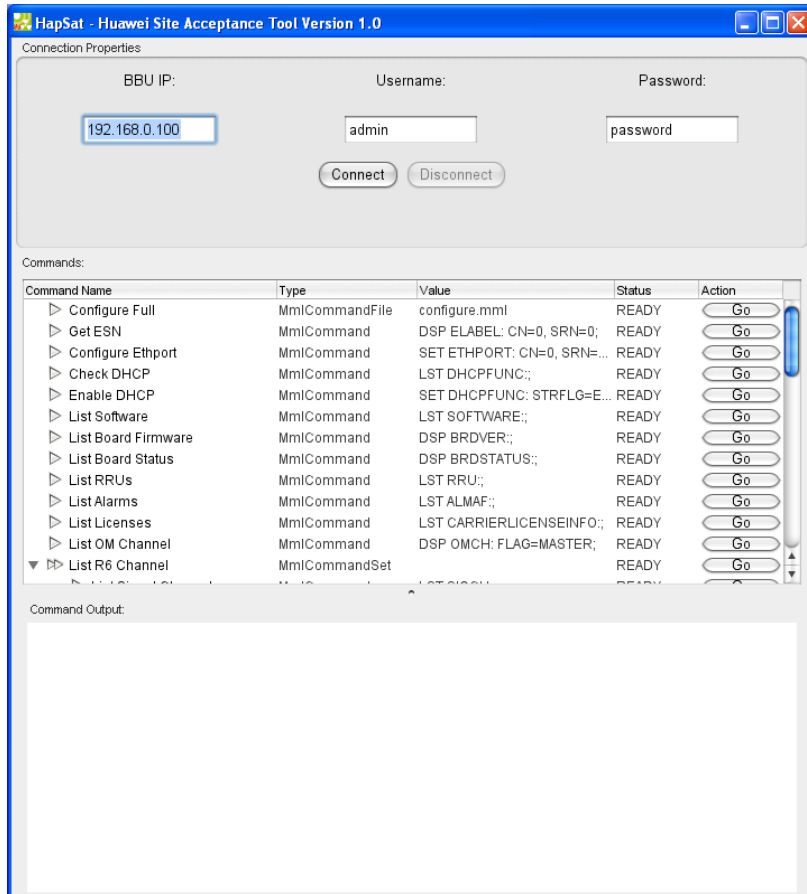 HapSat - Huawei Site Acceptance Tool Version 1.0
Connection Properties
BBU IP: Username: Password:
192.168.0.100 admin password
Connect Disconnect
Commands:
Command Name Type Value Status Action
Configure Full MmlCommandFile configure.mml READY Go
Get ESN MmlCommand DSP ELABEL: CN=0, SRN=0; READY Go
Configure Ethport MmlCommand SET ETHPORT: CN=0, SRN=... READY Go
Check DHCP MmlCommand LST DHCPFUNC:; READY Go
Enable DHCP MmlCommand SET DHCPFUNC: STRFLG=E... READY Go
List Software MmlCommand LST SOFTWARE:; READY Go
List Board Firmware MmlCommand DSP BRDVER:; READY Go
List Board Status MmlCommand DSP BRDSTATUS:; READY Go
List RRUs MmlCommand LST RRU:; READY Go
List Alarms MmlCommand LST ALMAF:; READY Go
List Licenses MmlCommand LST CARRIERLICENSEINFO:; READY Go
List OM Channel MmlCommand DSP OMCH: FLAG=MASTER; READY Go
List R6 Channel MmlCommandSet READY Go
Command Output: